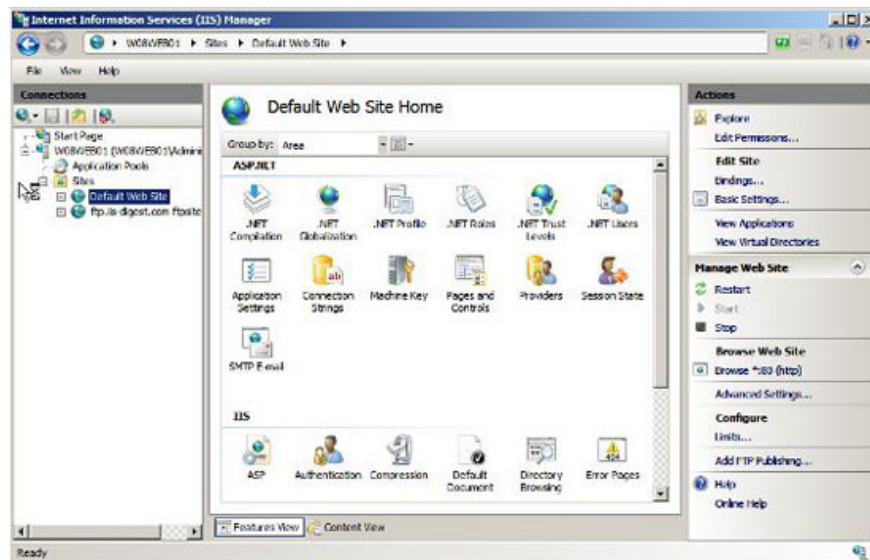 Internet Information Services (IIS) Manager
W08WEB01 Sites Default Web Site
File View Help
Connections
Start Page
W08WEB01 (W08WEB01\Admini
Application Pools
Sites
Default Web Site
ftp.iis-digest.com ftpsite
Default Web Site Home
Group by: Area
ASP.NET
.NET Compilation
.NET Globalization
.NET Profile
.NET Roles
.NET Trust Levels
.NET Users
Application Settings
Connection Strings
Machine Key
Pages and Controls
Providers
Session State
SMTP E-mail
IIS
ASP
Authentication
Compression
Default Document
Directory Browsing
Error Pages
Features View
Content View
Actions
Explore
Edit Permissions...
Edit Site
Bindings...
Basic Settings...
View Applications
View Virtual Directories
Manage Web Site
Restart
Start
Stop
Browse Web Site
Browse *:80 (http)
Advanced Settings...
Configure
Limits...
Add FTP Publishing...
Help
Online Help
Ready